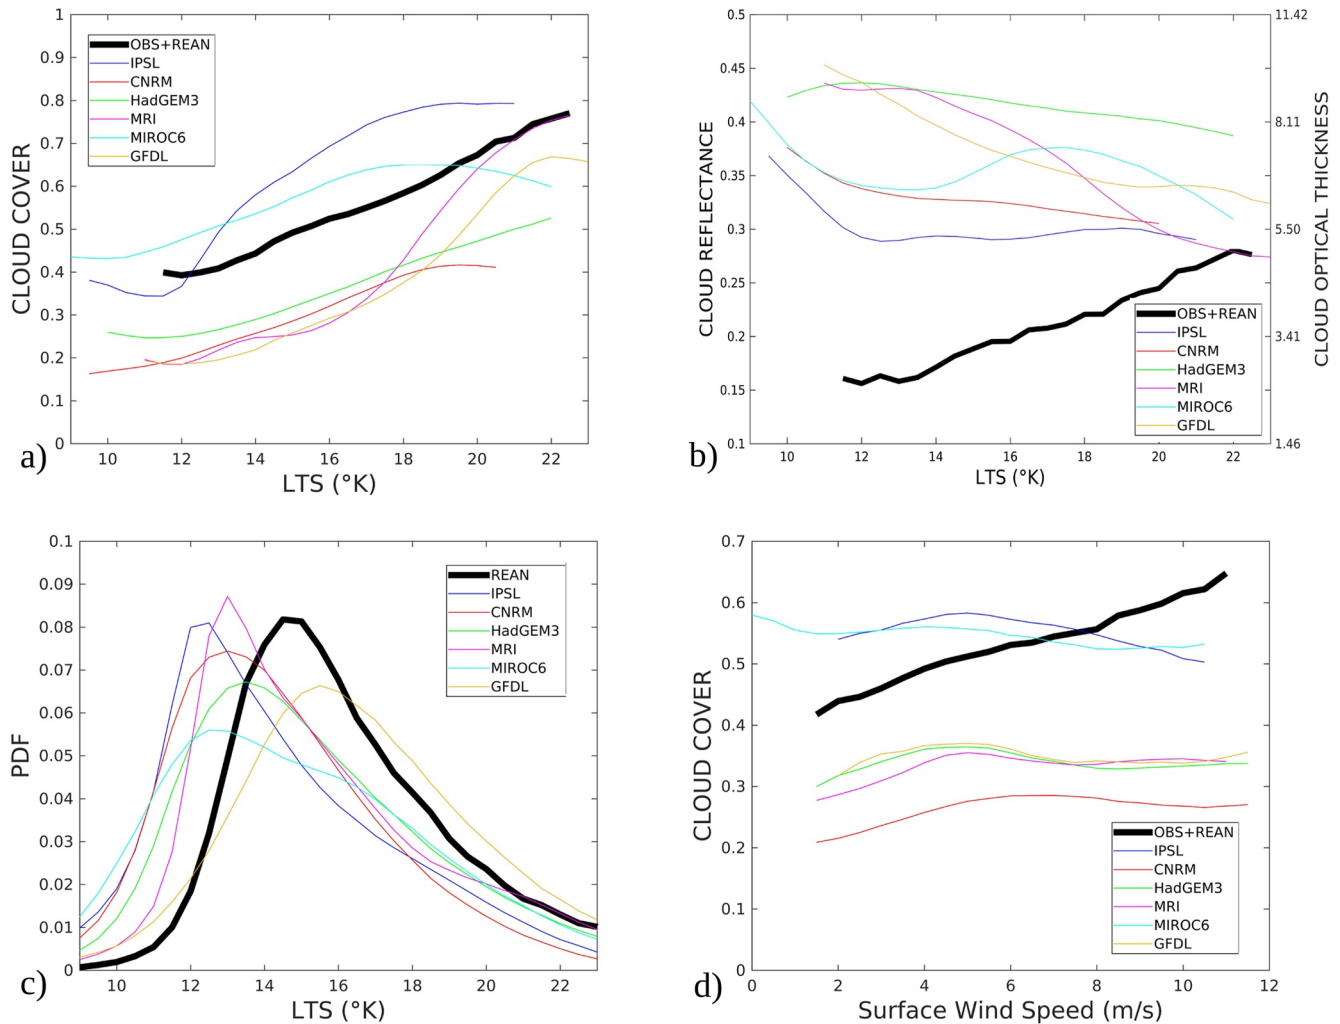 1
0.9
0.8
0.7
0.6
0.5
0.4
0.3
0.2
0.1
0
CLOUD COVER
OBS+REAN
IPSL
CNRM
HadGEM3
MRI
MIROC6
GFDL
10 12 14 16 18 20 22
LTS (°K)
a)
0.5
0.45
0.4
0.35
0.3
0.25
0.2
0.15
0.1
CLOUD REFLECTANCE
11.42
8.11
5.50
3.41
1.46
CLOUD OPTICAL THICKNESS
OBS+REAN
IPSL
CNRM
HadGEM3
MRI
MIROC6
GFDL
10 12 14 16 18 20 22
LTS (°K)
b)
0.1
0.09
0.08
0.07
0.06
0.05
0.04
0.03
0.02
0.01
0
PDF
REAN
IPSL
CNRM
HadGEM3
MRI
MIROC6
GFDL
10 12 14 16 18 20 22
LTS (°K)
c)
0.7
0.6
0.5
0.4
0.3
0.2
0.1
0
CLOUD COVER
OBS+REAN
IPSL
CNRM
HadGEM3
MRI
MIROC6
GFDL
0 2 4 6 8 10 12
Surface Wind Speed (m/s)
d)